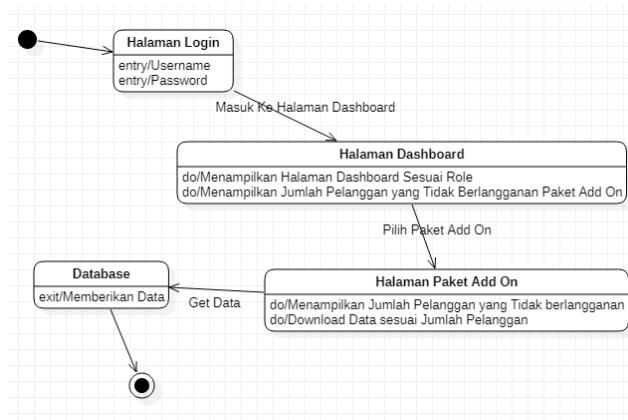 Halaman Login
entry/Username
entry/Password
Masuk Ke Halaman Dashboard
Halaman Dashboard
do/Menampilkan Halaman Dashboard Sesuai Role
do/Menampilkan Jumlah Pelanggan yang Tidak Berlangganan Paket Add On
Pilih Paket Add On
Halaman Paket Add On
do/Menampilkan Jumlah Pelanggan yang Tidak berlangganan
do/Download Data sesuai Jumlah Pelanggan
Get Data
Database
exit/Memberikan Data